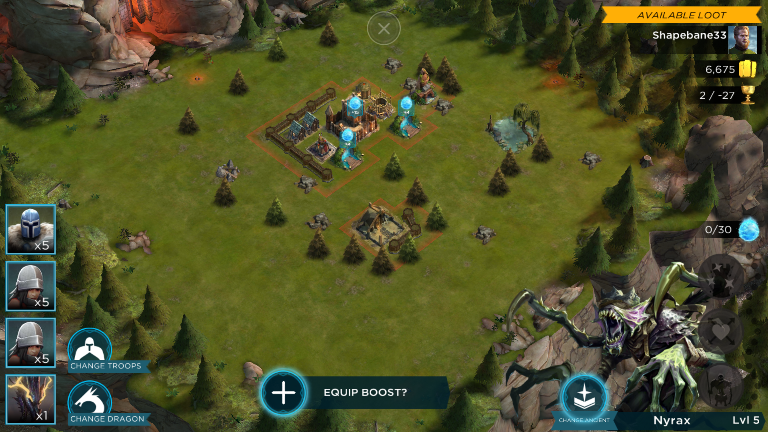 AVAILABLE LOOT
Shapebane33
6,675
2 / -27
0/30
x5
x5
x5
x1
CHANGE TROOPS
CHANGE DRAGON
EQUIP BOOST?
CHANGE ANCIENT
Nyrax
Lvl 5